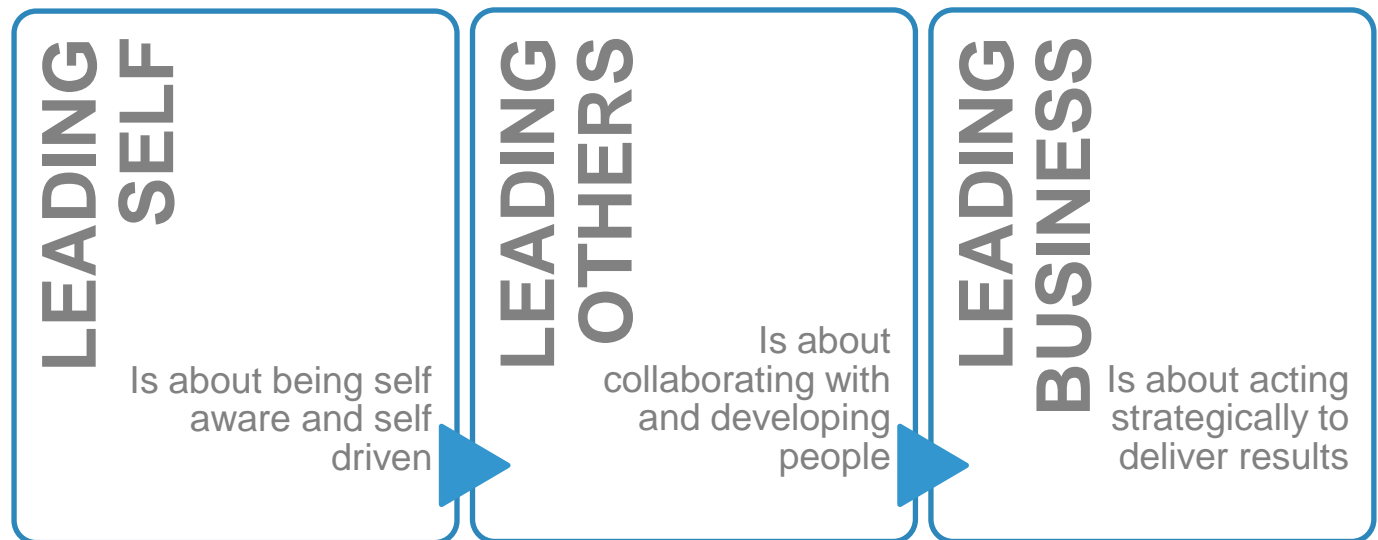 LEADING
SELF
Is about being self
aware and self
driven
LEADING
OTHERS
Is about
collaborating with
and developing
people
LEADING
BUSINESS
Is about acting
strategically to
deliver results